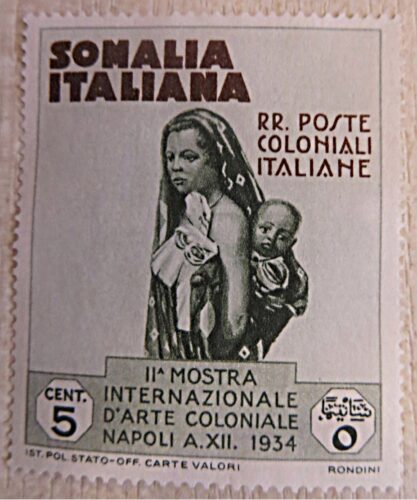 SOMALIA
ITALIANA
RR. POSTE
COLONIALI
ITALIANE
IIᴬ MOSTRA
INTERNAZIONALE
D'ARTE COLONIALE
NAPOLI A.XII. 1934
CENT.
5
IST. POL. STATO-OFF. CARTE VALORI
RONDINI